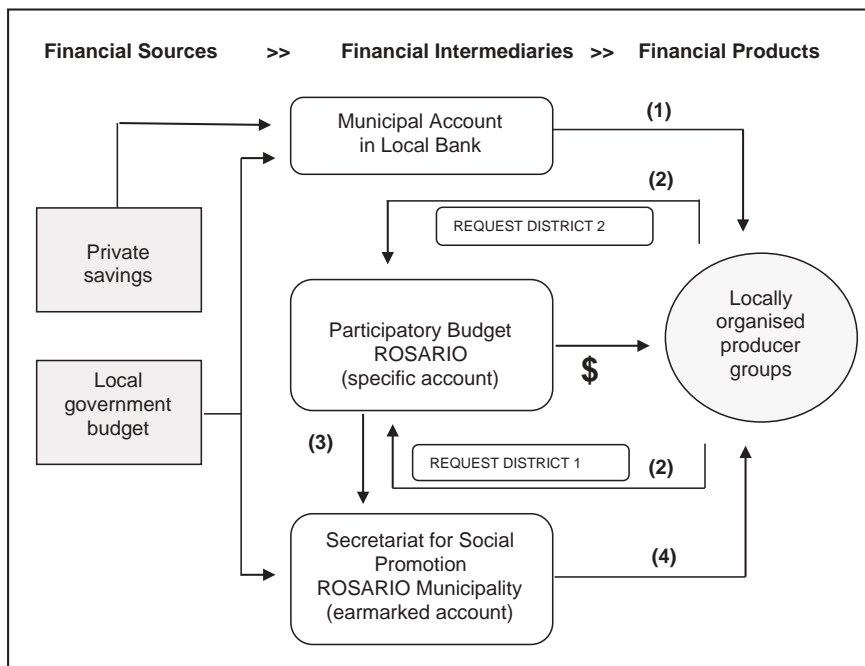 Financial Sources >> Financial Intermediaries >> Financial Products
Municipal Account
in Local Bank
(1)
(2)
REQUEST DISTRICT 2
Private
savings
Participatory Budget
ROSARIO
(specific account)
$
Locally
organised
producer
groups
Local
government
budget
(3)
REQUEST DISTRICT 1
(2)
Secretariat for Social
Promotion
ROSARIO Municipality
(earmarked account)
(4)